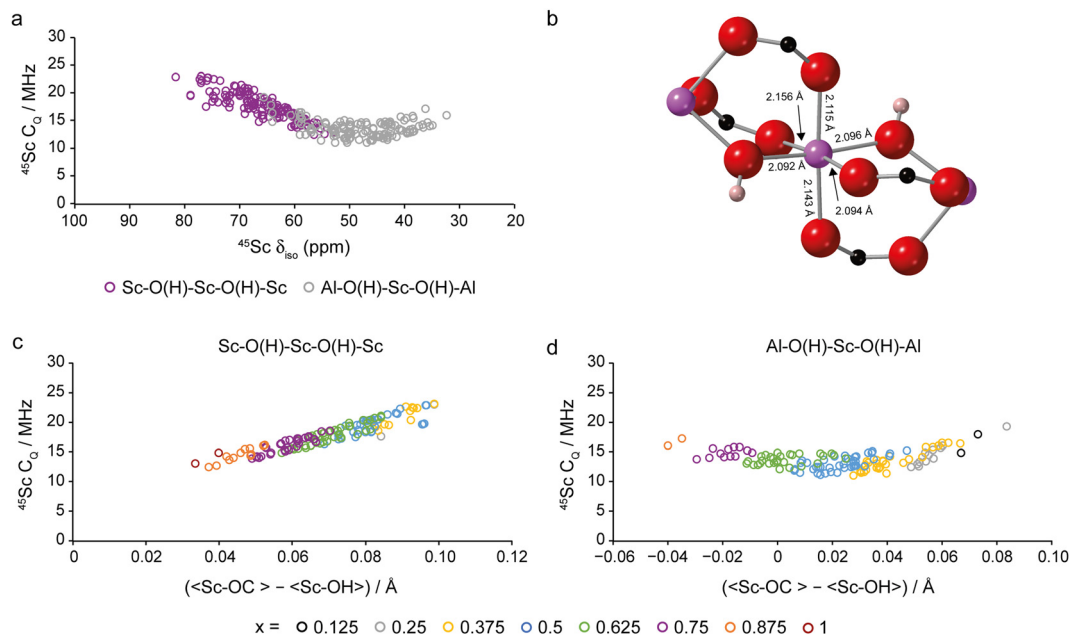 a
30
25
20
15
10
5
0
⁴⁵Sc C_Q / MHz
100 90 80 70 60 50 40 30 20
⁴⁵Sc δ_iso (ppm)
Sc-O(H)-Sc-O(H)-Sc Al-O(H)-Sc-O(H)-Al
b
2.156 Å
2.115 Å
2.096 Å
2.092 Å
2.143 Å
2.094 Å
c
Sc-O(H)-Sc-O(H)-Sc
30
25
20
15
10
5
0
⁴⁵Sc C_Q / MHz
0 0.02 0.04 0.06 0.08 0.10 0.12
(<Sc-OC > – <Sc-OH>) / Å
d
Al-O(H)-Sc-O(H)-Al
30
25
20
15
10
5
0
⁴⁵Sc C_Q / MHz
−0.06 −0.04 −0.02 0 0.02 0.04 0.06 0.08 0.10
(<Sc-OC > – <Sc-OH>) / Å
x = 0.125 0.25 0.375 0.5 0.625 0.75 0.875 1